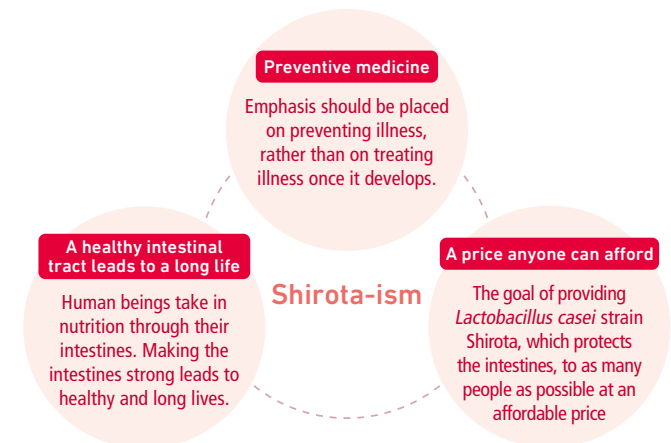 Preventive medicine
Emphasis should be placed
on preventing illness,
rather than on treating
illness once it develops.
A healthy intestinal
tract leads to a long life
Human beings take in
nutrition through their
intestines. Making the
intestines strong leads to
healthy and long lives.
Shirota-ism
A price anyone can afford
The goal of providing
Lactobacillus casei strain
Shirota, which protects
the intestines, to as many
people as possible at an
affordable price